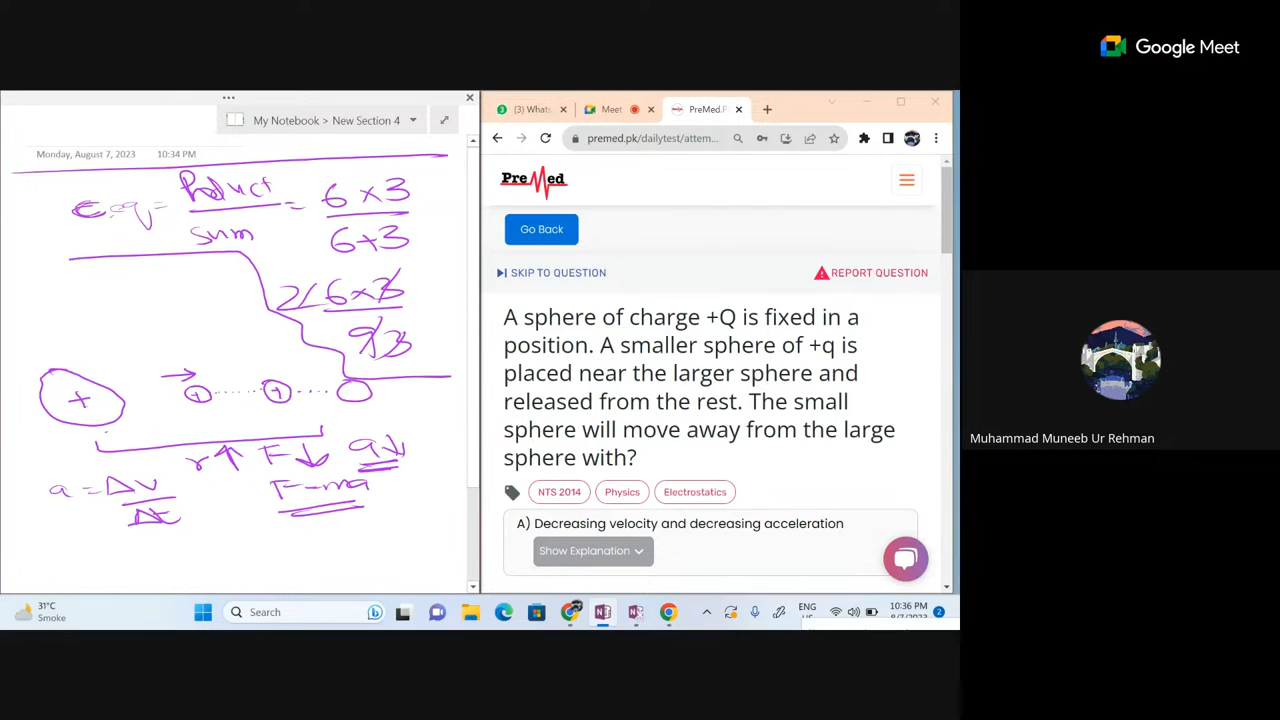 Google Meet
My Notebook > New Section 4
Monday, August 7, 2023 10:34 PM
Product
sum
= 6 × 3
6 × 3
6 × 3
+
+
+
r ↑ F ↓ a ↓
a = Δv
Δt
F = ma
(3) Whats
Meet
PreMed.P
premed.pk/dailytest/attem...
PreMed
Go Back
SKIP TO QUESTION
REPORT QUESTION
A sphere of charge +Q is fixed in a
position. A smaller sphere of +q is
placed near the larger sphere and
released from the rest. The small
sphere will move away from the large
sphere with?
NTS 2014
Physics
Electrostatics
A) Decreasing velocity and decreasing acceleration
Show Explanation
Muhammad Muneeb Ur Rehman
31°C
Smoke
Search
ENG
10:36 PM
8/7/2023
2